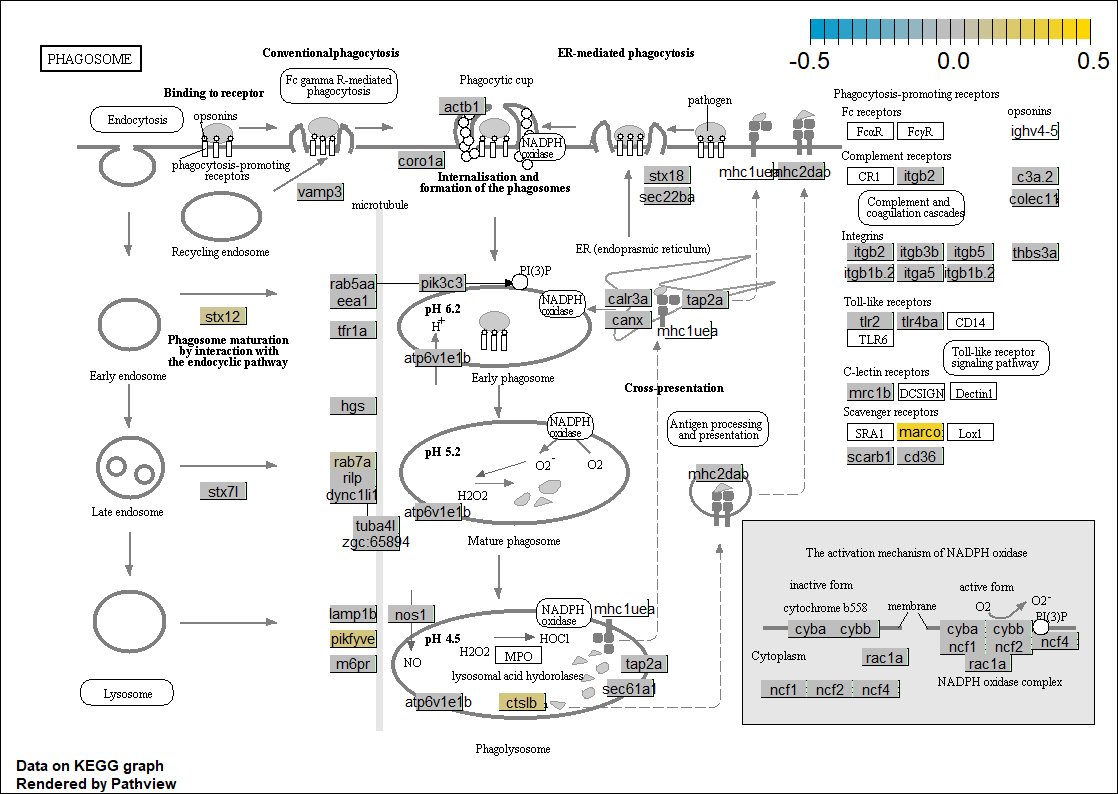 PHAGOSOME
Conventionalphagocytosis
ER-mediated phagocytosis
-0.5
0.0
0.5
Fc gamma R-mediated
phagocytosis
Phagocytic cup
Binding to receptor
Endocytosis
opsonins
actb1
pathogen
NADPH
oxidase
phagocytosis-promoting
receptors
coro1a
Internalisation and
formation of the phagosomes
vamp3
microtubule
stx18
sec22ba
mhc1uea
mhc2dab
Recycling endosome
ER (endoprasmic reticulum)
Phagocytosis-promoting receptors
Fc receptors
opsonins
FcαR
FcγR
ighv4-5
Complement receptors
CR1
itgb2
c3a.2
colec11
Complement and
coagulation cascades
Integrins
itgb2
itgb3b
itgb5
thbs3a
itgb1b.2
itga5
itgb1b.2
Toll-like receptors
tlr2
tlr4ba
CD14
TLR6
Toll-like receptor
signaling pathway
C-lectin receptors
mrc1b
DCSIGN
Dectin1
Scavenger receptors
SRA1
marco
Lox1
scarb1
cd36
rab5aa
eea1
pik3c3
PI(3)P
tfr1a
pH 6.2
H+
NADPH
oxidase
atp6v1e1b
Early phagosome
calr3a
canx
tap2a
mhc1uea
stx12
Phagosome maturation
by interaction with
the endocyclic pathway
Early endosome
hgs
Cross-presentation
Antigen processing
and presentation
mhc2dab
rab7a
rilp
dync1li1
tuba4l
zgc:65894
stx7l
Late endosome
pH 5.2
NADPH
oxidase
O2-
O2
H2O2
atp6v1e1b
Mature phagosome
lamp1b
pikfyve
m6pr
nos1
NO
pH 4.5
NADPH
oxidase
mhc1uea
H2O2
HOCl
MPO
lysosomal acid hydorolases
tap2a
sec61a1
atp6v1e1b
ctslb
Lysosome
Phagolysosome
The activation mechanism of NADPH oxidase
inactive form
active form
cytochrome b558
membrane
O2
O2-
PI(3)P
cyba
cybb
cyba
cybb
ncf1
ncf2
ncf4
Cytoplasm
rac1a
rac1a
ncf1
ncf2
ncf4
NADPH oxidase complex
Data on KEGG graph
Rendered by Pathview